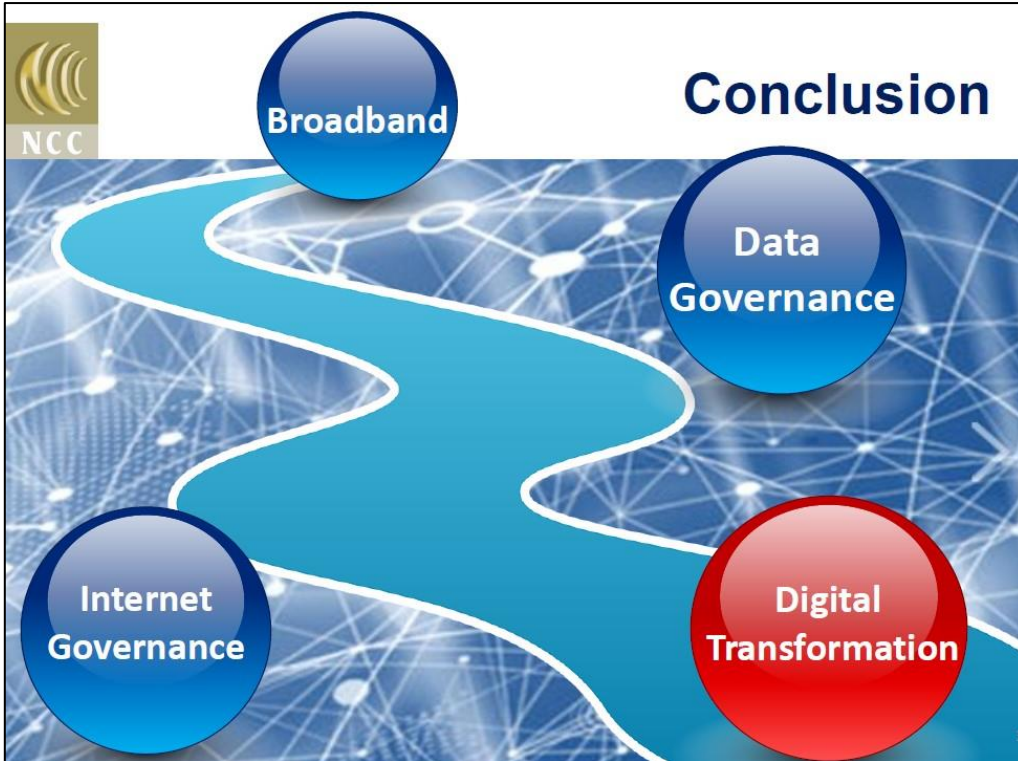 NCC
Conclusion
Broadband
Data
Governance
Internet
Governance
Digital
Transformation